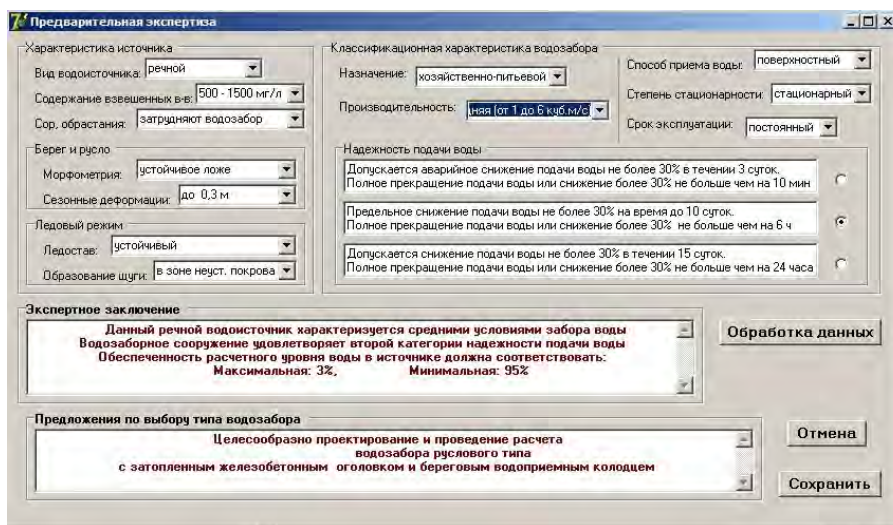 Предварительная экспертиза
Характеристика источника
Вид водоисточника: речной
Содержание взвешенных в-в: 500 - 1500 мг/л
Сор, обрастания: затрудняют водозабор
Берег и русло
Морфометрия: устойчивое ложе
Сезонные деформации: до 0,3 м
Ледовый режим
Ледостав: устойчивый
Образование шуги: в зоне неуст. покрова
Классификационная характеристика водозабора
Назначение: хозяйственно-питьевой
Производительность: дняя (от 1 до 6 куб.м/с)
Способ приема воды: поверхностный
Степень стационарности: стационарный
Срок эксплуатации: постоянный
Надежность подачи воды
Допускается аварийное снижение подачи воды не более 30% в течении 3 суток.
Полное прекращение подачи воды или снижение более 30% не больше чем на 10 мин
Предельное снижение подачи воды не более 30% на время до 10 суток.
Полное прекращение подачи воды или снижение более 30% не больше чем на 6 ч
Допускается снижение подачи воды не более 30% в течении 15 суток.
Полное прекращение подачи воды или снижение более 30% не больше чем на 24 часа
Экспертное заключение
Данный речной водоисточник характеризуется средними условиями забора воды
Водозаборное сооружение удовлетворяет второй категории надежности подачи воды
Обеспеченность расчетного уровня воды в источнике должна соответствовать:
Максимальная: 3%, Минимальная: 95%
Обработка данных
Предложения по выбору типа водозабора
Целесообразно проектирование и проведение расчета
водозабора руслового типа
с затопленным железобетонным оголовком и береговым водоприемным колодцем
Отмена
Сохранить